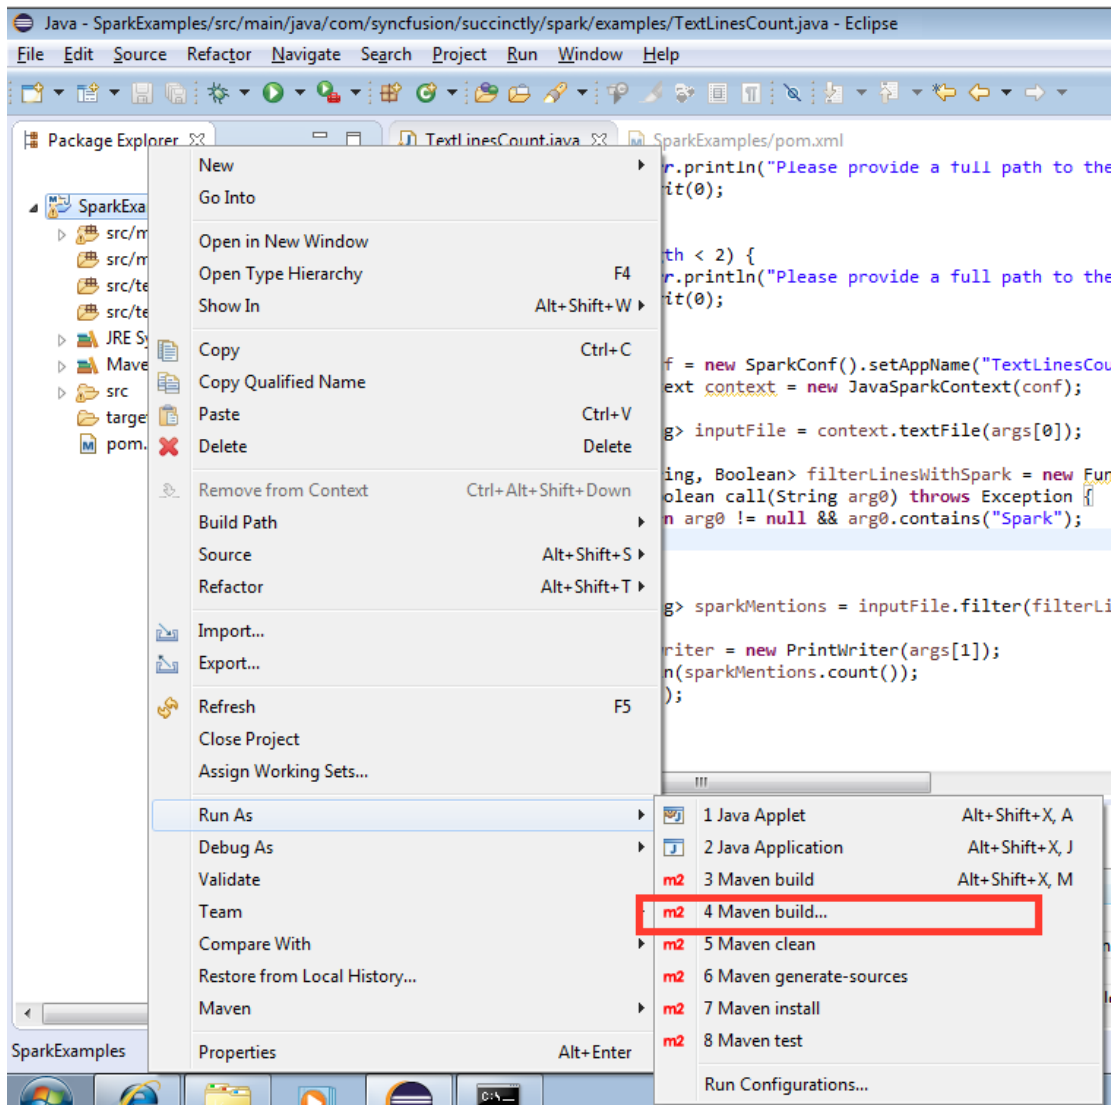 Java - SparkExamples/src/main/java/com/syncfusion/succinctly/spark/examples/TextLinesCount.java - Eclipse
File Edit Source Refactor Navigate Search Project Run Window Help
Package Explorer TextLinesCount.java SparkExamples/pom.xml
SparkExa
src/m
src/m
src/te
src/te
JRE Sy
Mave
src
target
pom.
New
Go Into
Open in New Window
Open Type Hierarchy F4
Show In Alt+Shift+W
Copy Ctrl+C
Copy Qualified Name
Paste Ctrl+V
Delete Delete
Remove from Context Ctrl+Alt+Shift+Down
Build Path
Source Alt+Shift+S
Refactor Alt+Shift+T
Import...
Export...
Refresh F5
Close Project
Assign Working Sets...
Run As
Debug As
Validate
Team
Compare With
Restore from Local History...
Maven
Properties Alt+Enter
r.println("Please provide a full path to the
it(0);
th < 2) {
r.println("Please provide a full path to the
it(0);
f = new SparkConf().setAppName("TextLinesCou
ext context = new JavaSparkContext(conf);
g> inputFile = context.textFile(args[0]);
ing, Boolean> filterLinesWithSpark = new Fun
olean call(String arg0) throws Exception {
n arg0 != null && arg0.contains("Spark");
g> sparkMentions = inputFile.filter(filterLi
riter = new PrintWriter(args[1]);
n(sparkMentions.count());
);
1 Java Applet Alt+Shift+X, A
2 Java Application Alt+Shift+X, J
m2 3 Maven build Alt+Shift+X, M
m2 4 Maven build...
m2 5 Maven clean
m2 6 Maven generate-sources
m2 7 Maven install
m2 8 Maven test
Run Configurations...
SparkExamples
C:\